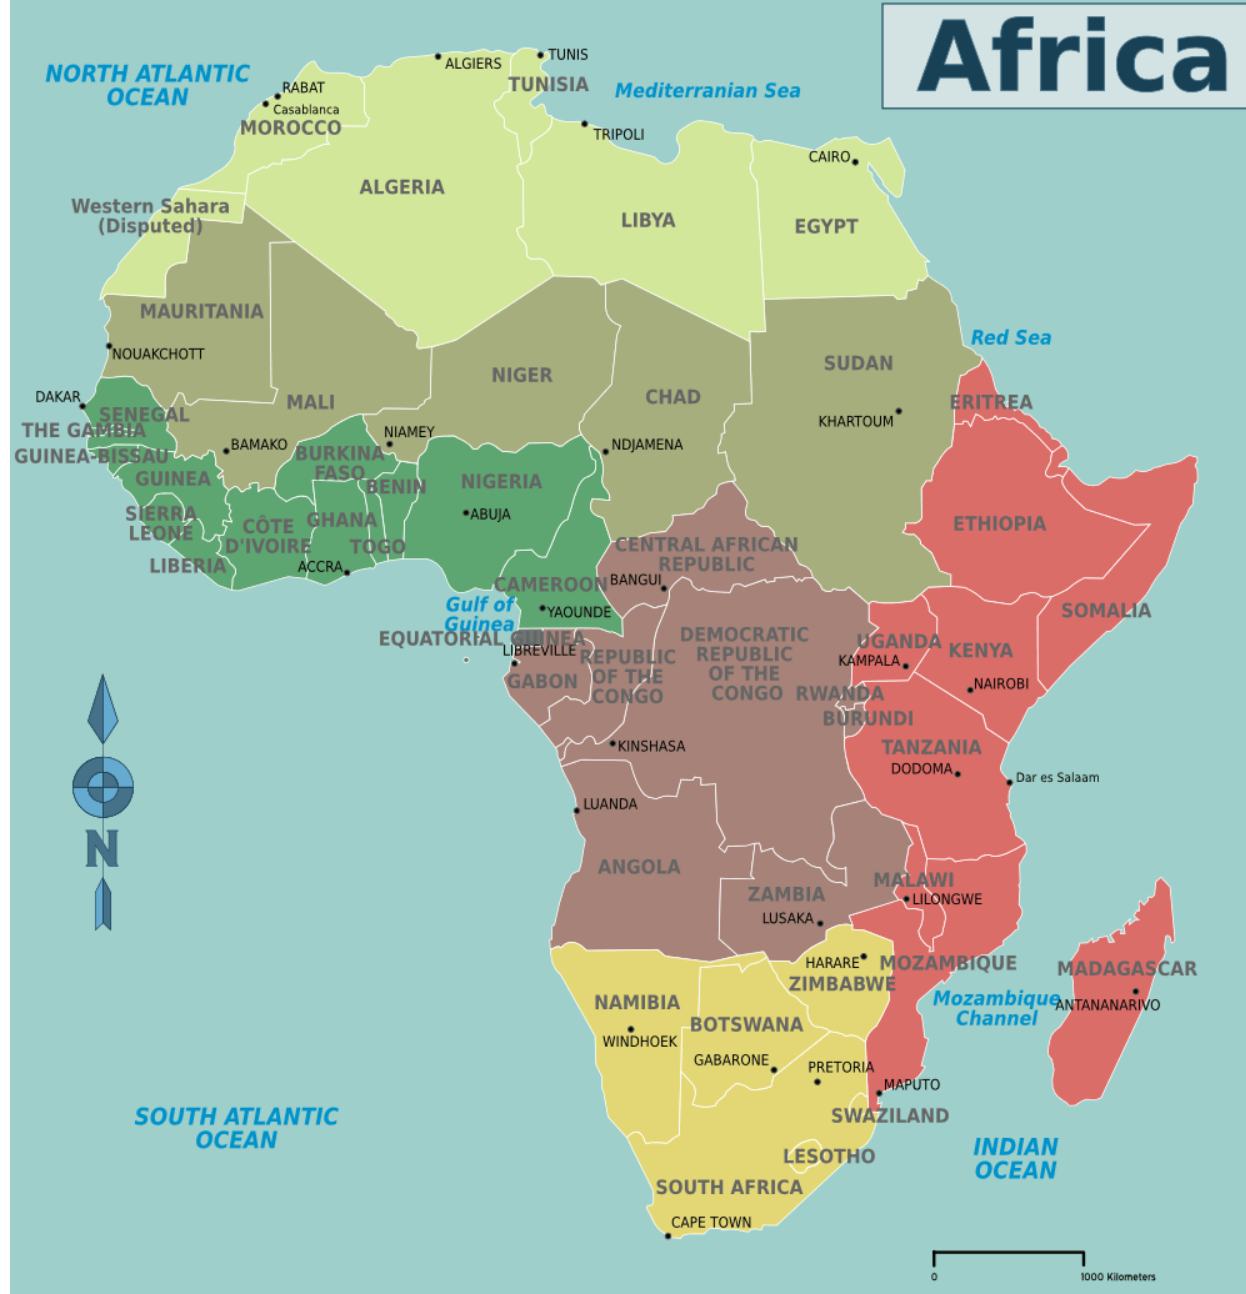 Africa
NORTH ATLANTIC
OCEAN
ALGIERS
TUNIS
TUNISIA
Mediterranian Sea
RABAT
Casablanca
MOROCCO
TRIPOLI
CAIRO
ALGERIA
Western Sahara
(Disputed)
LIBYA
EGYPT
MAURITANIA
NOUAKCHOTT
Red Sea
SUDAN
NIGER
CHAD
DAKAR
MALI
ERITREA
SENEGAL
KHARTOUM
THE GAMBIA
NIAMEY
BAMAKO
NDJAMENA
GUINEA-BISSAU
BURKINA
FASO
GUINEA
BENIN
NIGERIA
SIERRA
LEONE
CÔTE
D'IVOIRE
GHANA
ABUJA
ETHIOPIA
TOGO
LIBERIA
ACCRA
CENTRAL AFRICAN
REPUBLIC
BANGUI
CAMEROON
YAOUNDE
Gulf of
Guinea
SOMALIA
EQUATORIAL GUINEA
LIBREVILLE
GABON
REPUBLIC
OF THE
CONGO
DEMOCRATIC
REPUBLIC
OF THE
CONGO
UGANDA
KAMPALA
KENYA
NAIROBI
RWANDA
BURUNDI
KINSHASA
TANZANIA
DODOMA
Dar es Salaam
LUANDA
N
ANGOLA
ZAMBIA
LUSAKA
MALAWI
LILONGWE
HARARE
ZIMBABWE
MOZAMBIQUE
MADAGASCAR
ANTANANARIVO
Mozambique
Channel
NAMIBIA
WINDHOEK
BOTSWANA
GABARONE
PRETORIA
MAPUTO
SWAZILAND
SOUTH ATLANTIC
OCEAN
LESOTHO
INDIAN
OCEAN
SOUTH AFRICA
CAPE TOWN
0 1000 Kilometers